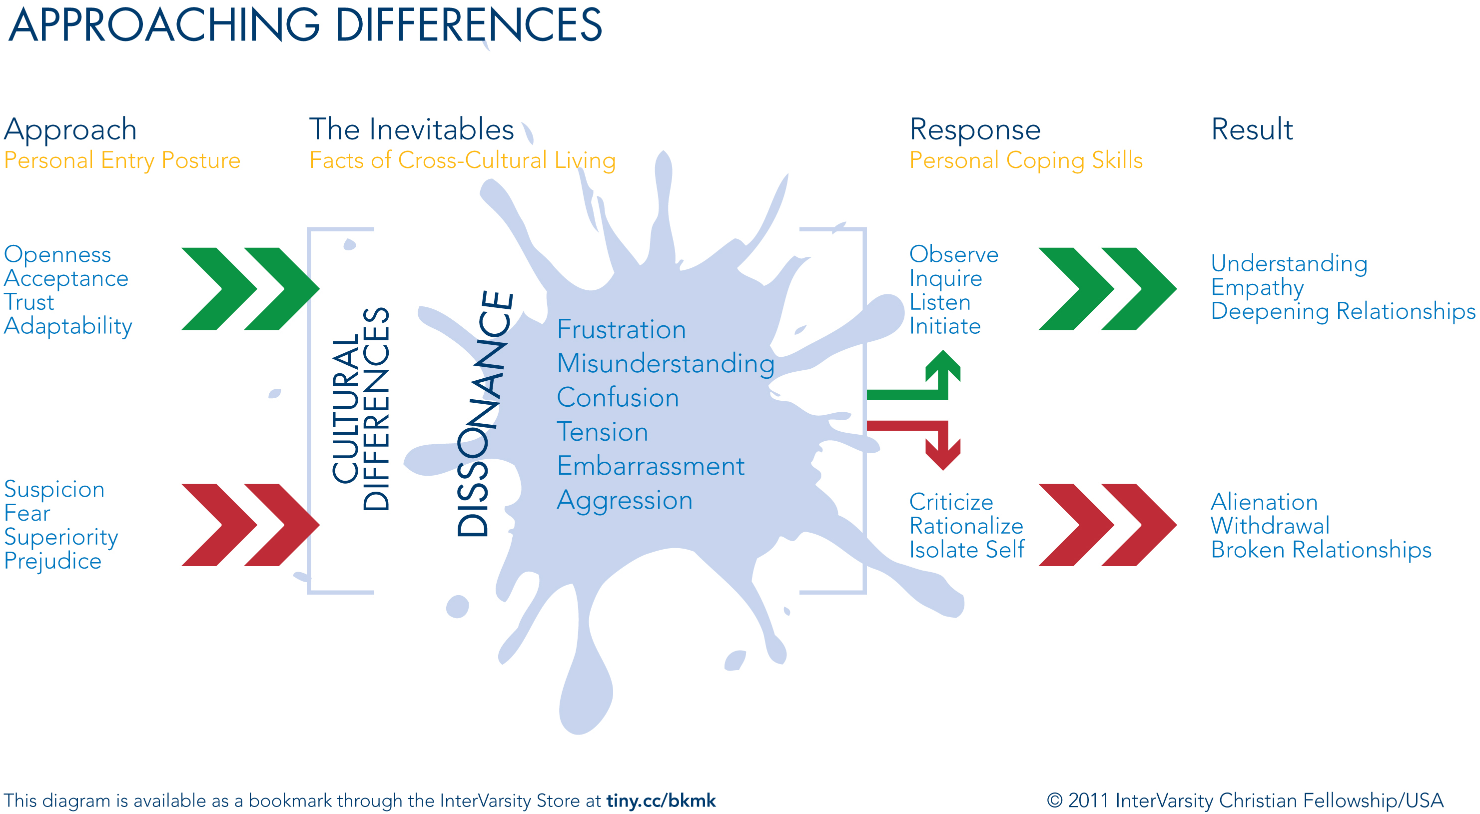 APPROACHING DIFFERENCES
Approach
Personal Entry Posture
The Inevitables
Facts of Cross-Cultural Living
Response
Personal Coping Skills
Result
Openness
Acceptance
Trust
Adaptability
Suspicion
Fear
Superiority
Prejudice
CULTURAL
DIFFERENCES
DISSONANCE
Frustration
Misunderstanding
Confusion
Tension
Embarrassment
Aggression
Observe
Inquire
Listen
Initiate
Criticize
Rationalize
Isolate Self
Understanding
Empathy
Deepening Relationships
Alienation
Withdrawal
Broken Relationships
This diagram is available as a bookmark through the InterVarsity Store at tiny.cc/bkmk
© 2011 InterVarsity Christian Fellowship/USA